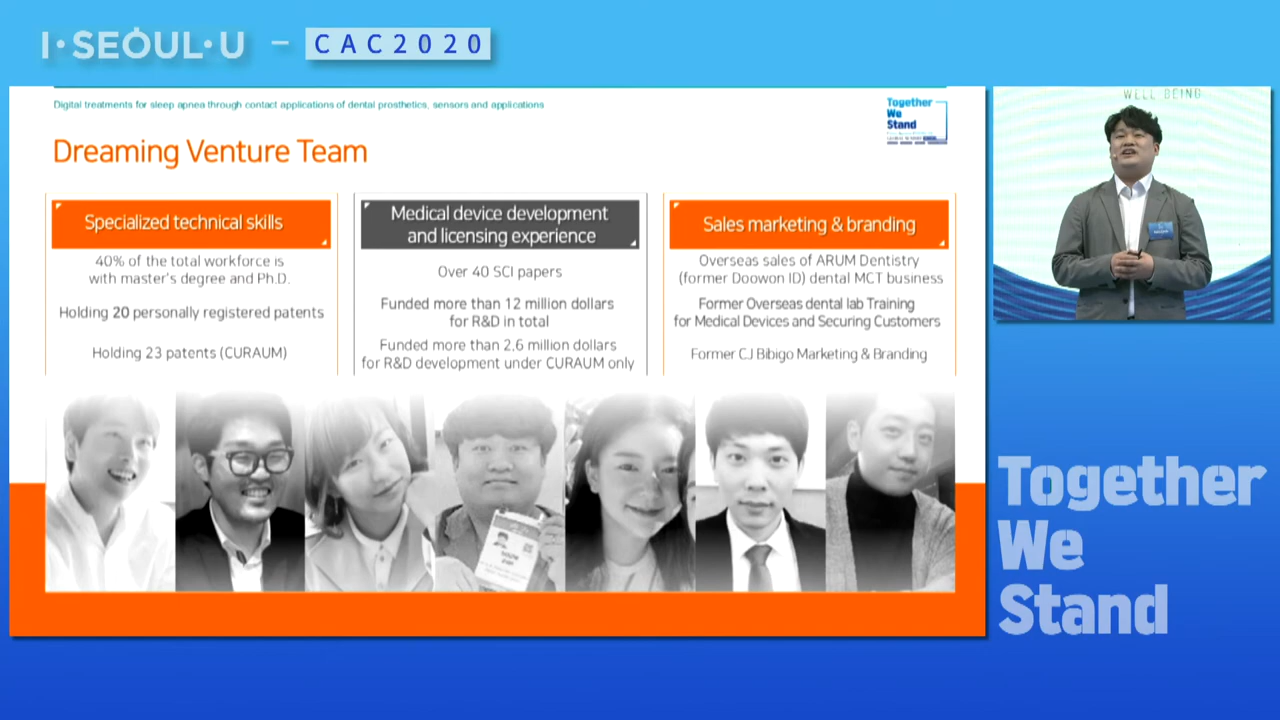 I·SEOUL·U – CAC2020
Digital treatments for sleep apnea through contact applications of dental prosthetics, sensors and applications
Together
We
Stand
Dreaming Venture Team
Specialized technical skills
40% of the total workforce is
with master's degree and Ph.D.
Holding 20 personally registered patents
Holding 23 patents (CURAUM)
Medical device development
and licensing experience
Over 40 SCI papers
Funded more than 12 million dollars
for R&D in total
Funded more than 2.6 million dollars
for R&D development under CURAUM only
Sales marketing & branding
Overseas sales of ARUM Dentistry
(former Doowon ID) dental MCT business
Former Overseas dental lab Training
for Medical Devices and Securing Customers
Former CJ Bibigo Marketing & Branding
WELL BEING
Together
We
Stand